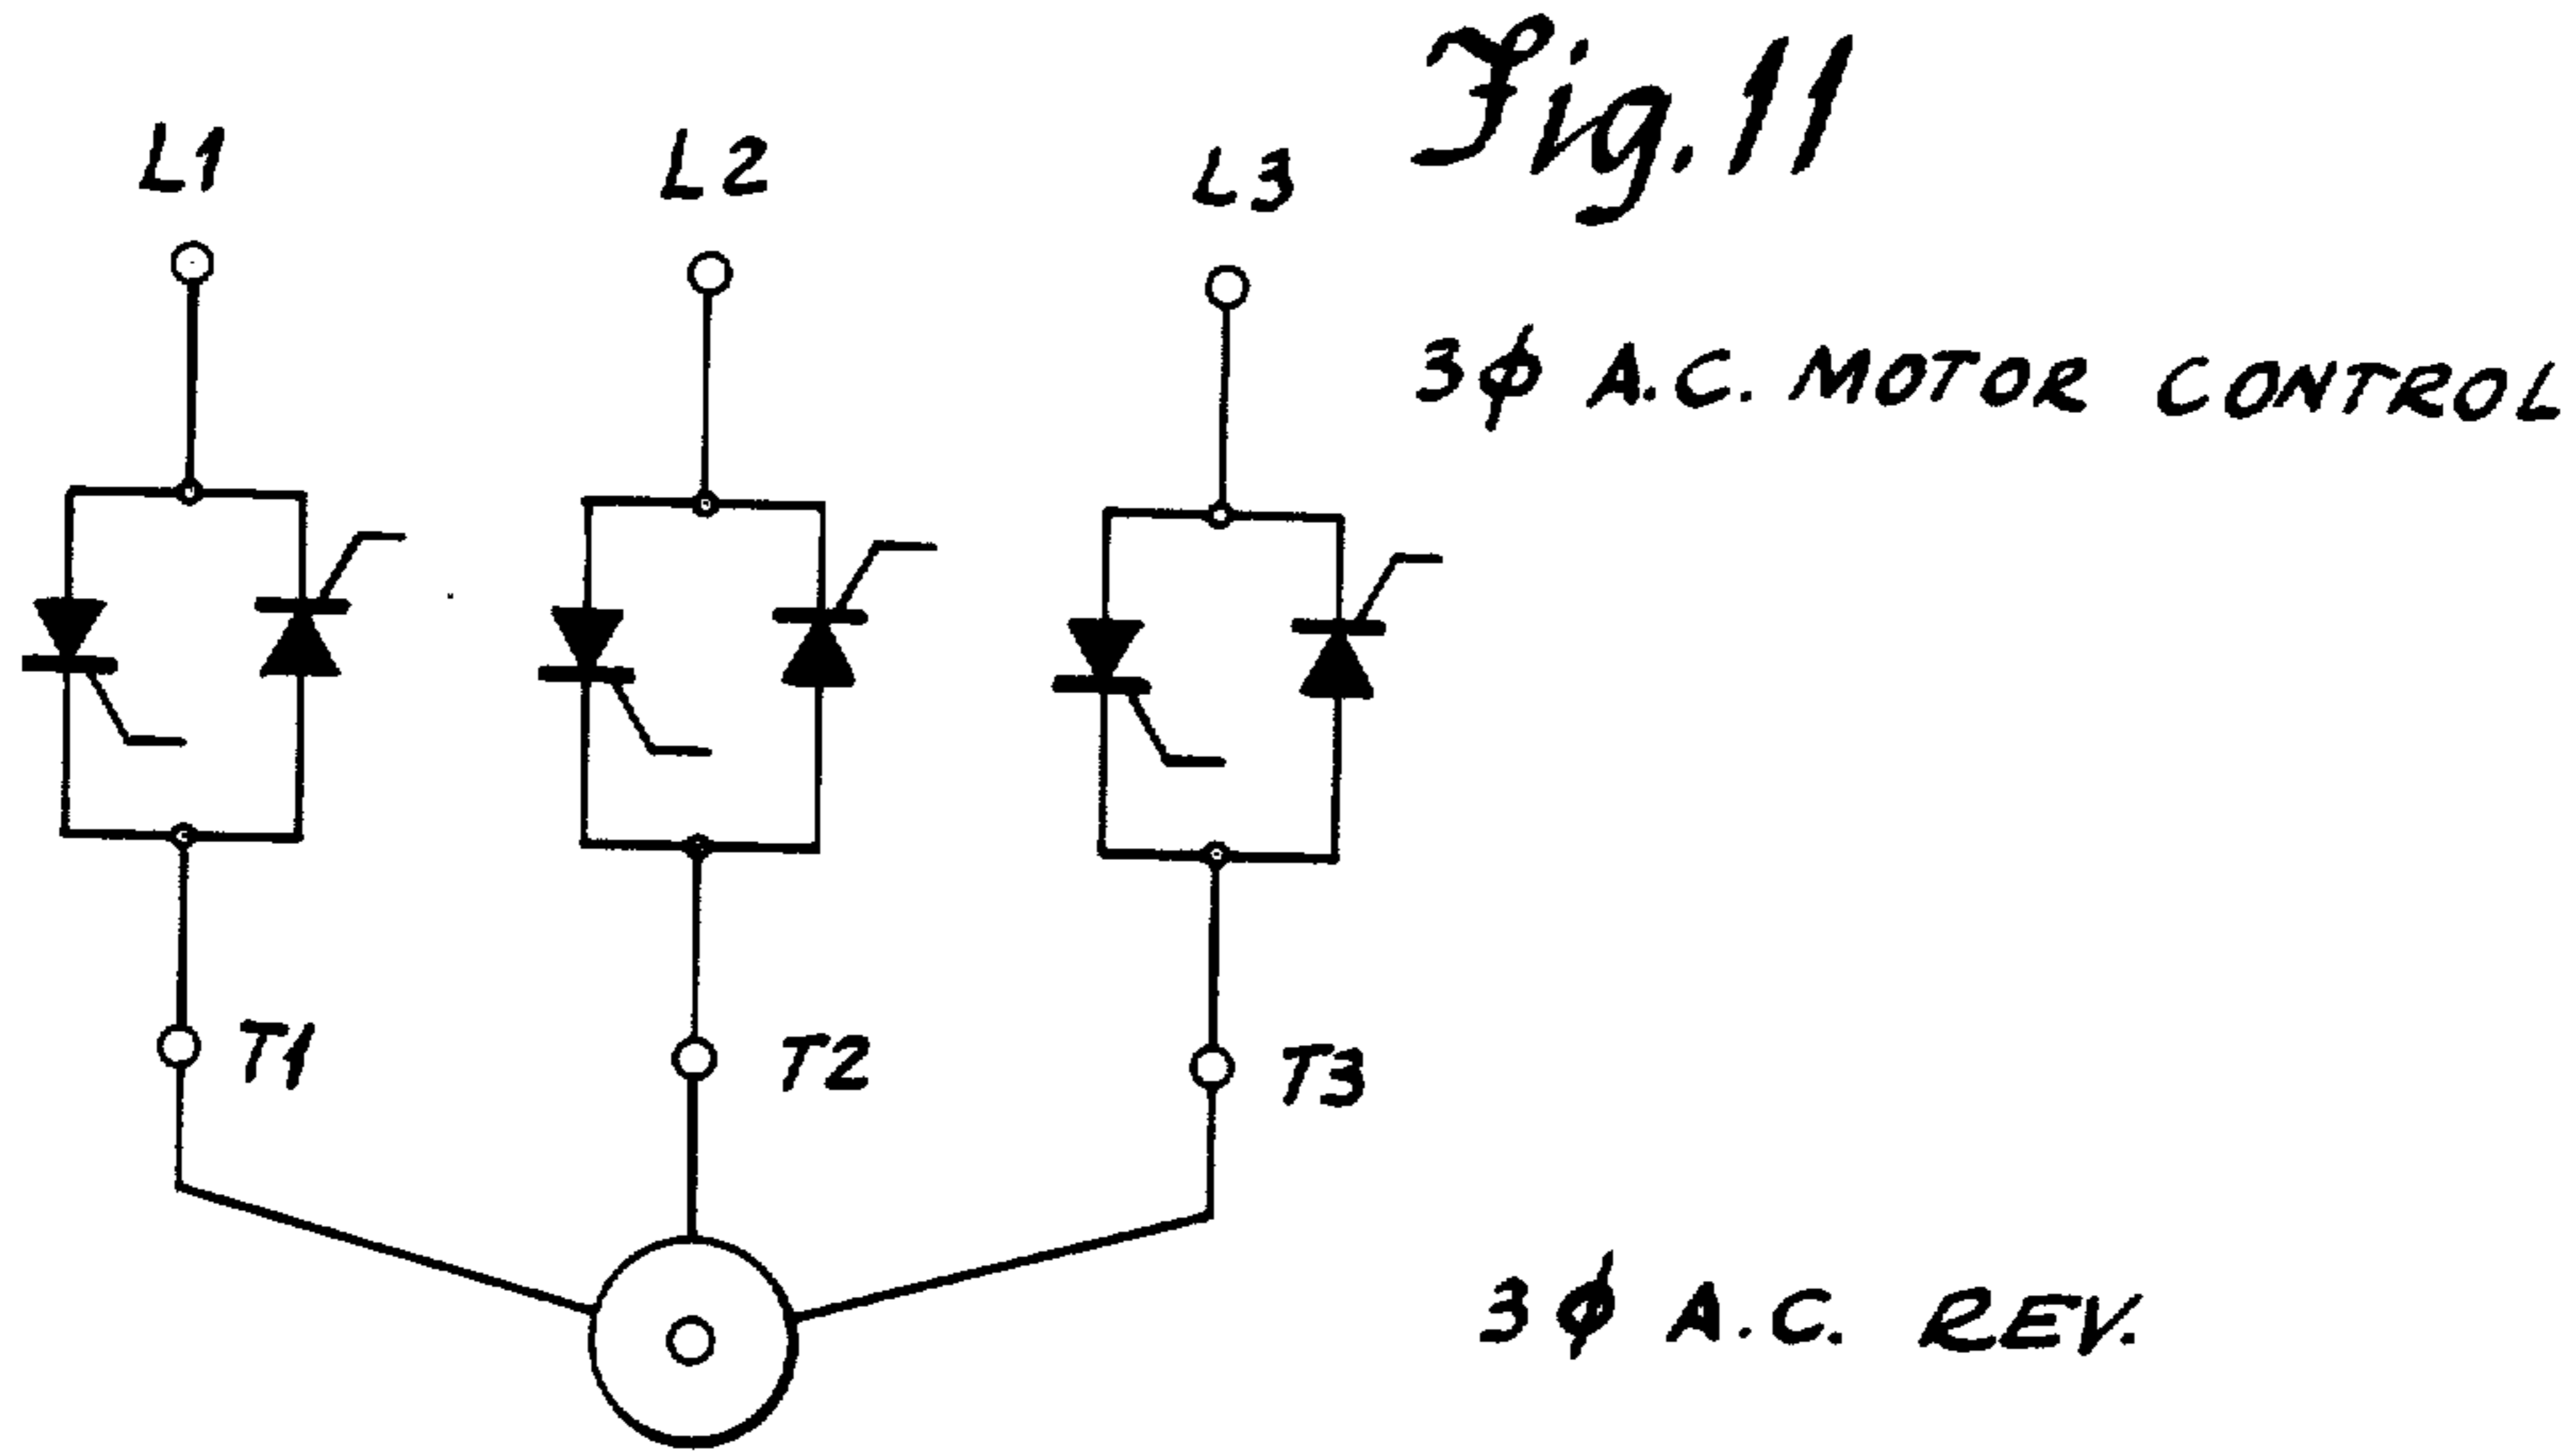 Fig. 11
L1 L2 L3
3ϕ A.C. MOTOR CONTROL
T1 T2 T3
3ϕ A.C. REV.